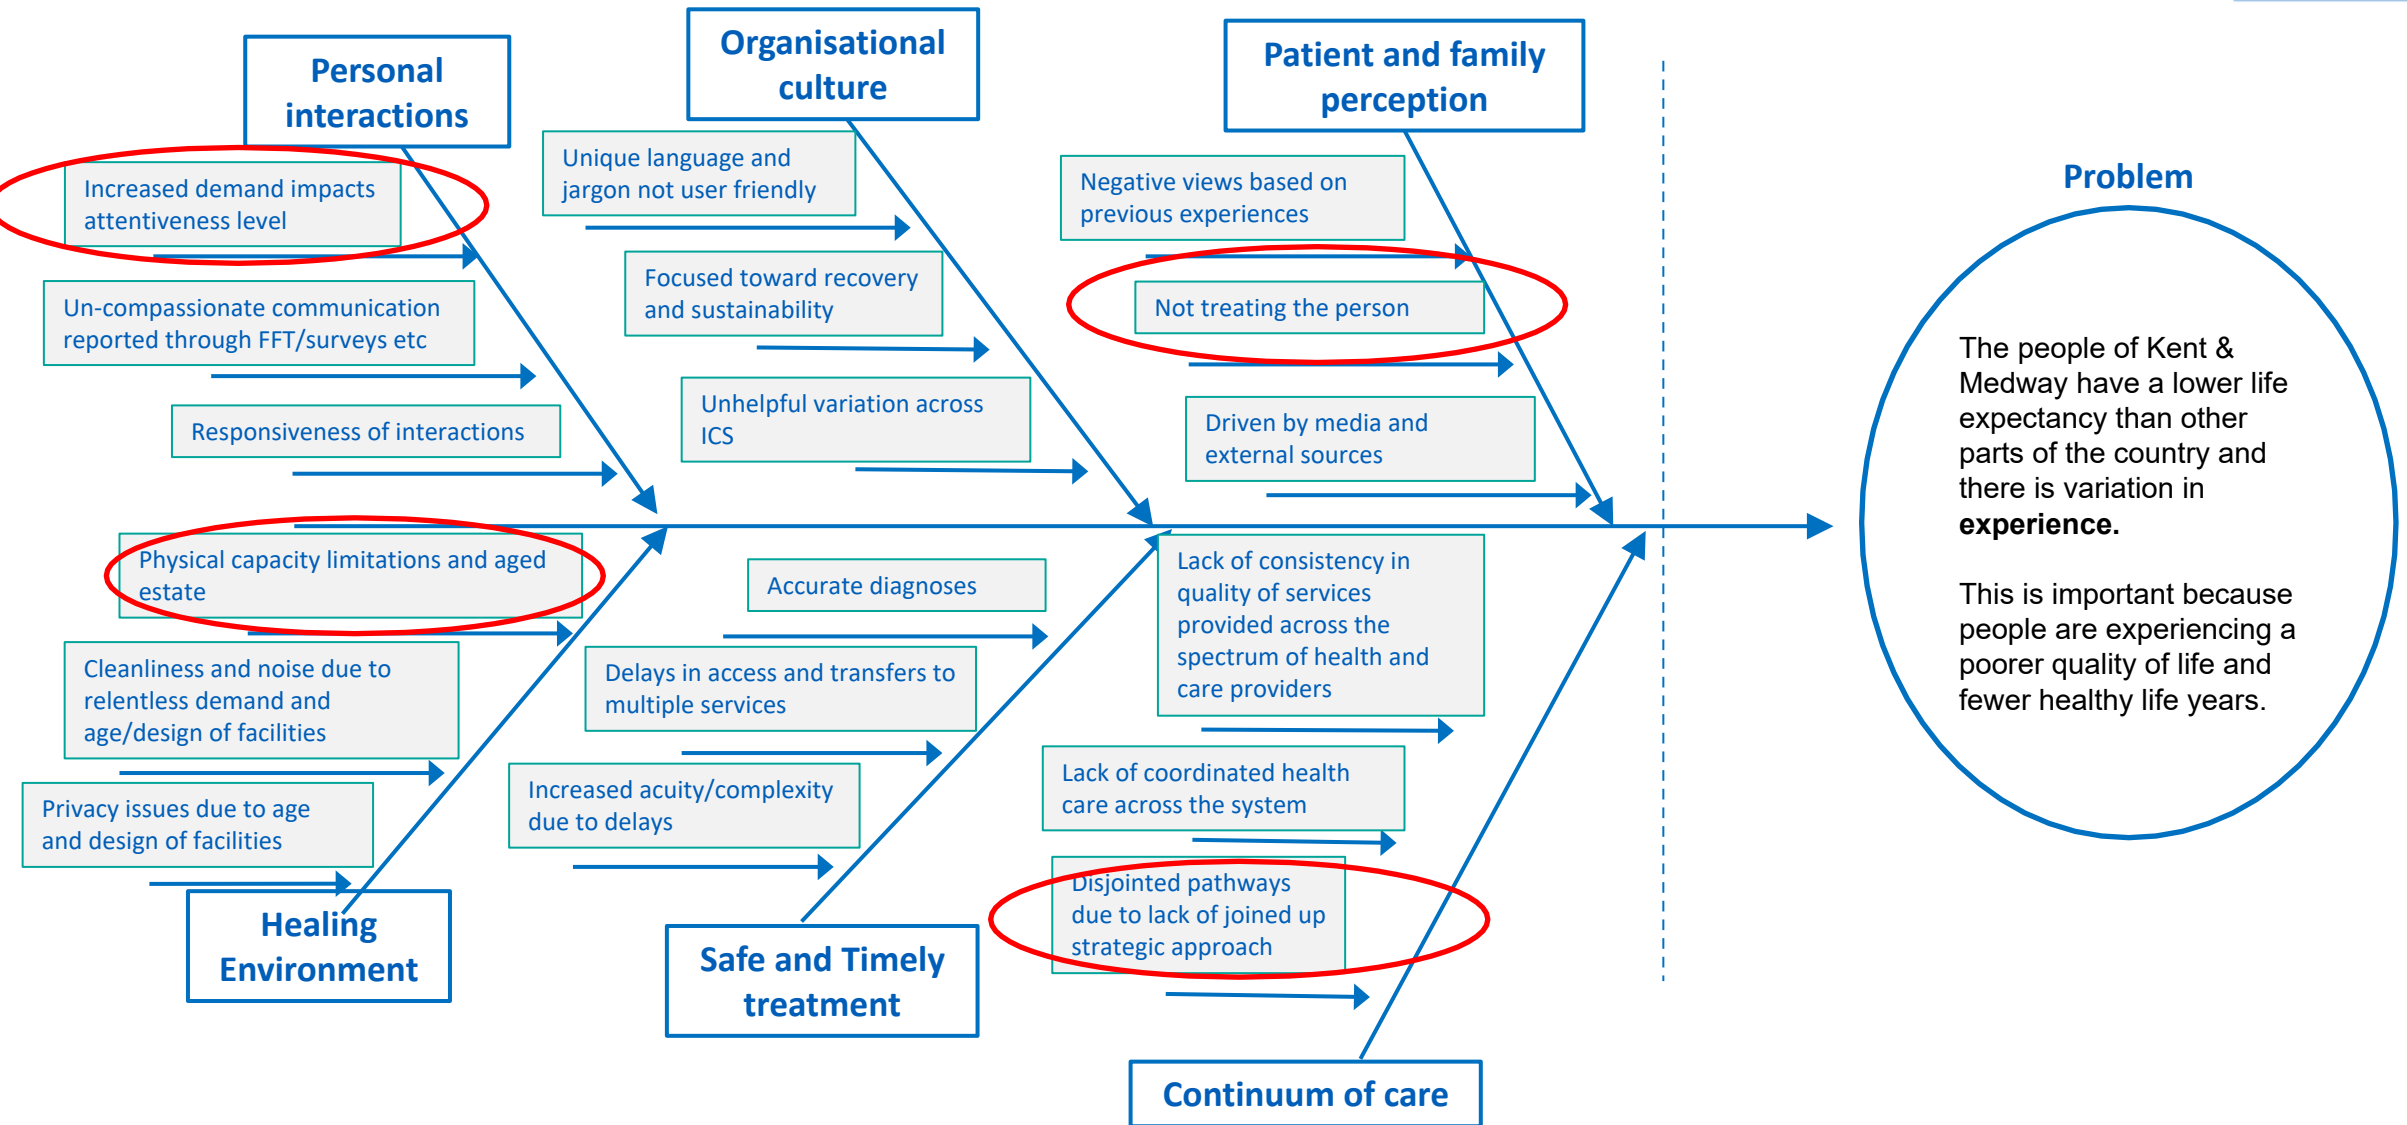 Personal
interactions
Increased demand impacts
attentiveness level
Un-compassionate communication
reported through FFT/surveys etc
Responsiveness of interactions
Organisational
culture
Unique language and
jargon not user friendly
Focused toward recovery
and sustainability
Unhelpful variation across
ICS
Patient and family
perception
Negative views based on
previous experiences
Not treating the person
Driven by media and
external sources
Physical capacity limitations and aged
estate
Cleanliness and noise due to
relentless demand and
age/design of facilities
Privacy issues due to age
and design of facilities
Healing
Environment
Accurate diagnoses
Delays in access and transfers to
multiple services
Increased acuity/complexity
due to delays
Safe and Timely
treatment
Lack of consistency in
quality of services
provided across the
spectrum of health and
care providers
Lack of coordinated health
care across the system
Disjointed pathways
due to lack of joined up
strategic approach
Continuum of care
Problem
The people of Kent &
Medway have a lower life
expectancy than other
parts of the country and
there is variation in
experience.
This is important because
people are experiencing a
poorer quality of life and
fewer healthy life years.